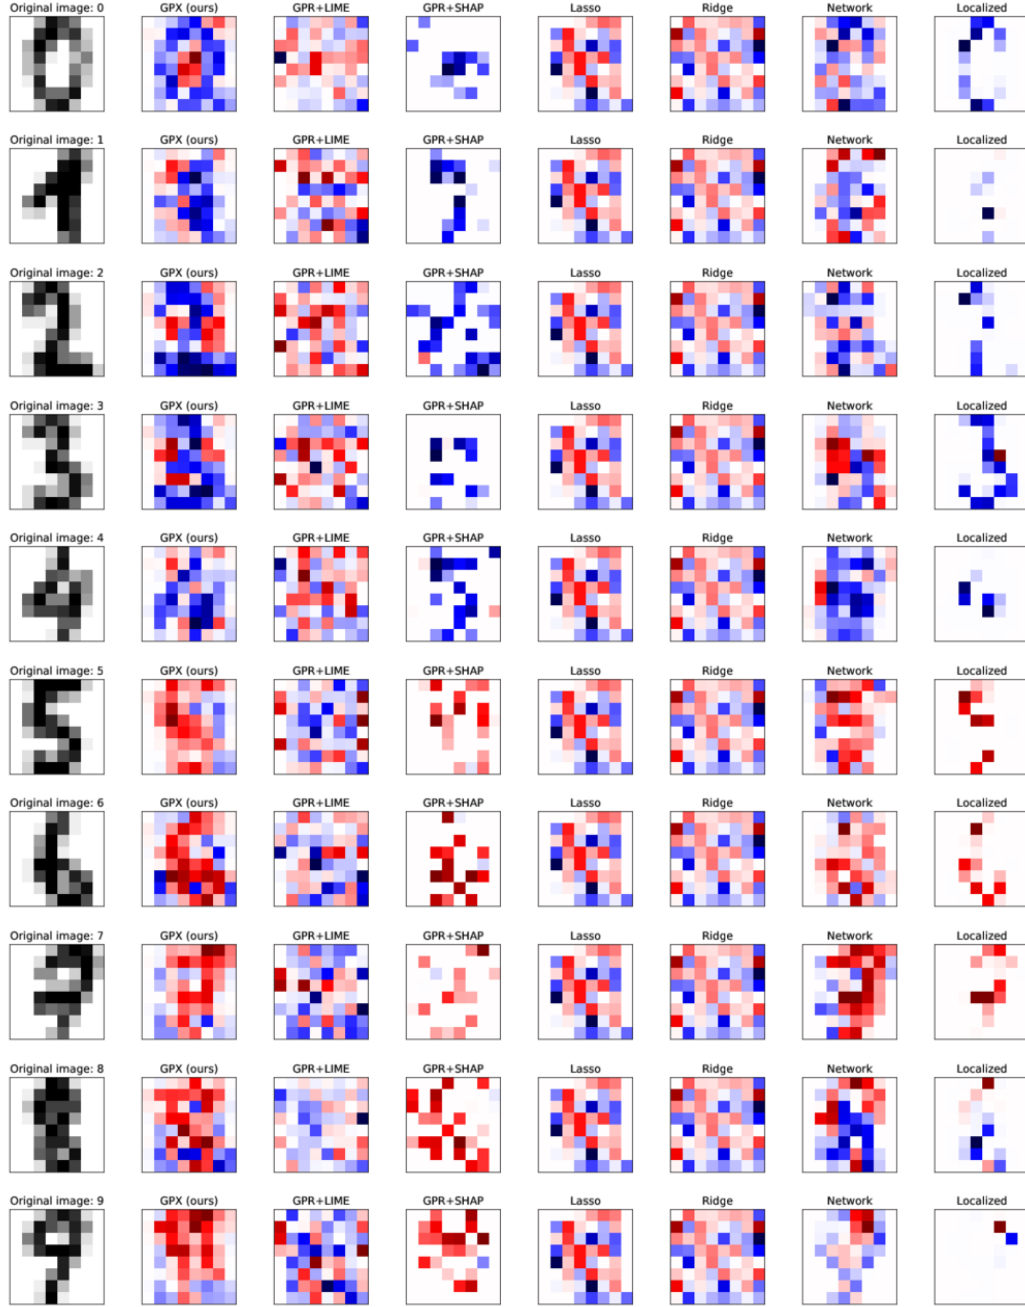 Original image: 0 GPX (ours) GPR+LIME GPR+SHAP Lasso Ridge Network Localized
Original image: 1 GPX (ours) GPR+LIME GPR+SHAP Lasso Ridge Network Localized
Original image: 2 GPX (ours) GPR+LIME GPR+SHAP Lasso Ridge Network Localized
Original image: 3 GPX (ours) GPR+LIME GPR+SHAP Lasso Ridge Network Localized
Original image: 4 GPX (ours) GPR+LIME GPR+SHAP Lasso Ridge Network Localized
Original image: 5 GPX (ours) GPR+LIME GPR+SHAP Lasso Ridge Network Localized
Original image: 6 GPX (ours) GPR+LIME GPR+SHAP Lasso Ridge Network Localized
Original image: 7 GPX (ours) GPR+LIME GPR+SHAP Lasso Ridge Network Localized
Original image: 8 GPX (ours) GPR+LIME GPR+SHAP Lasso Ridge Network Localized
Original image: 9 GPX (ours) GPR+LIME GPR+SHAP Lasso Ridge Network Localized